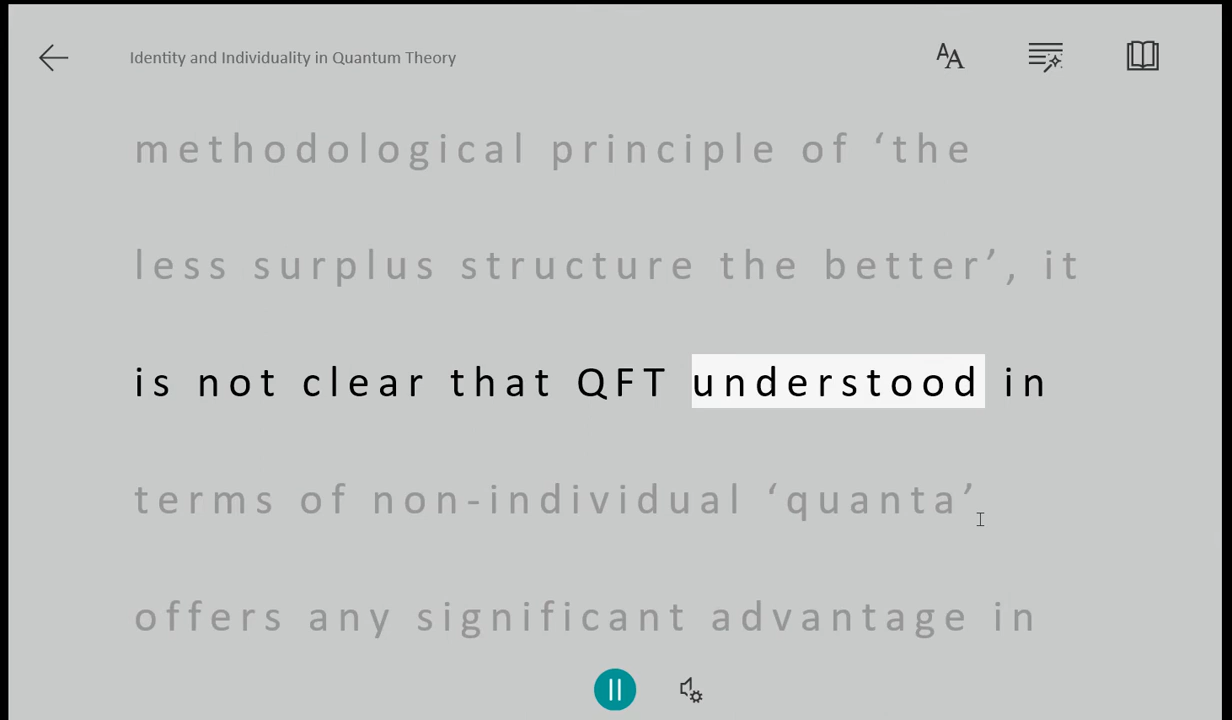 Identity and Individuality in Quantum Theory
methodological principle of ‘the
less surplus structure the better’, it
is not clear that QFT understood in
terms of non-individual ‘quanta’
offers any significant advantage in